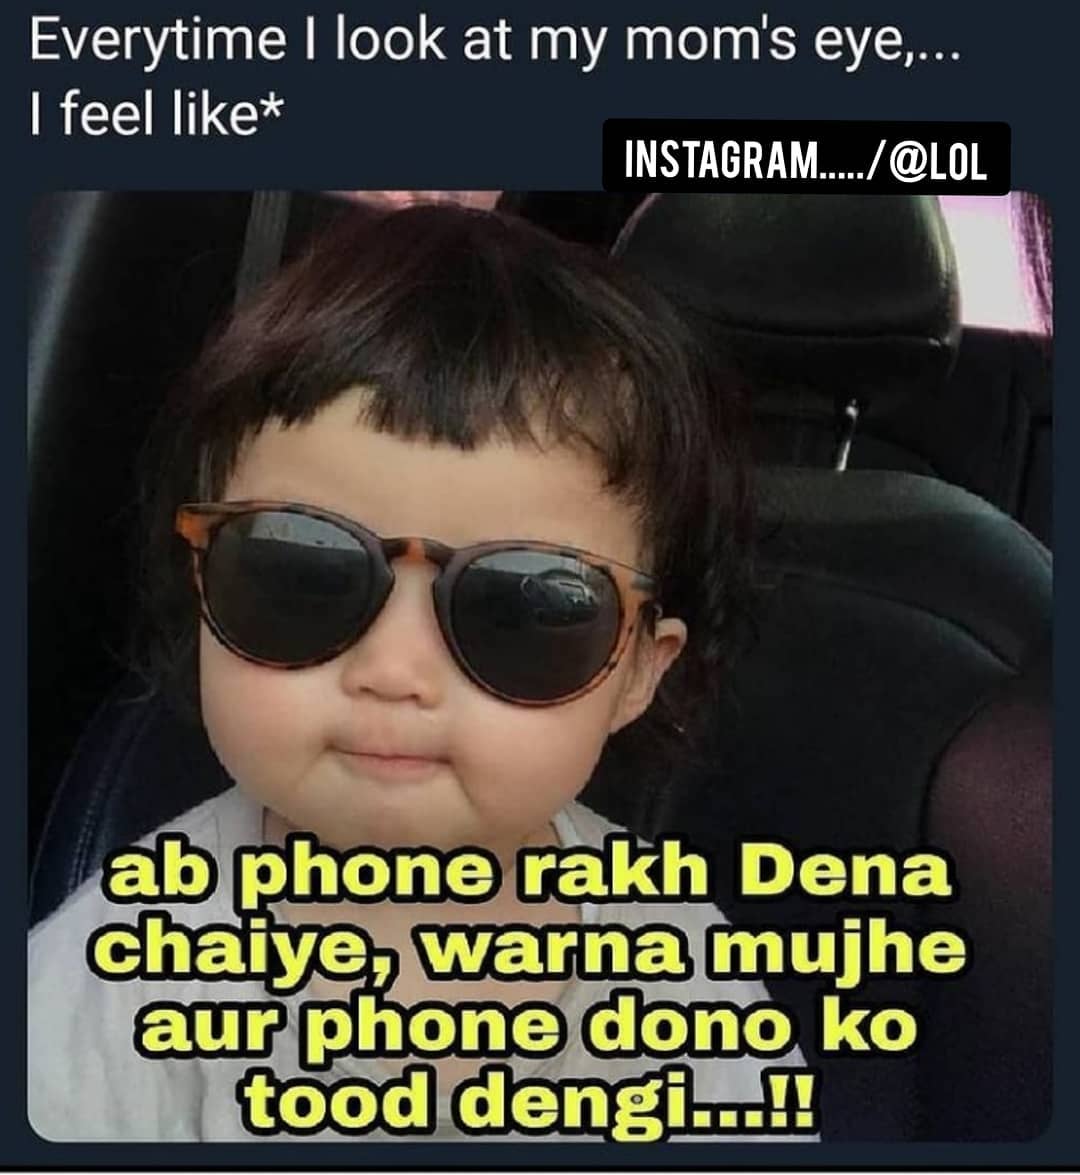 Everytime I look at my mom's eye,...
I feel like*
INSTAGRAM...../@LOL
ab phone rakh Dena
chaiye, warna mujhe
aur phone dono ko
tood dengi...!!